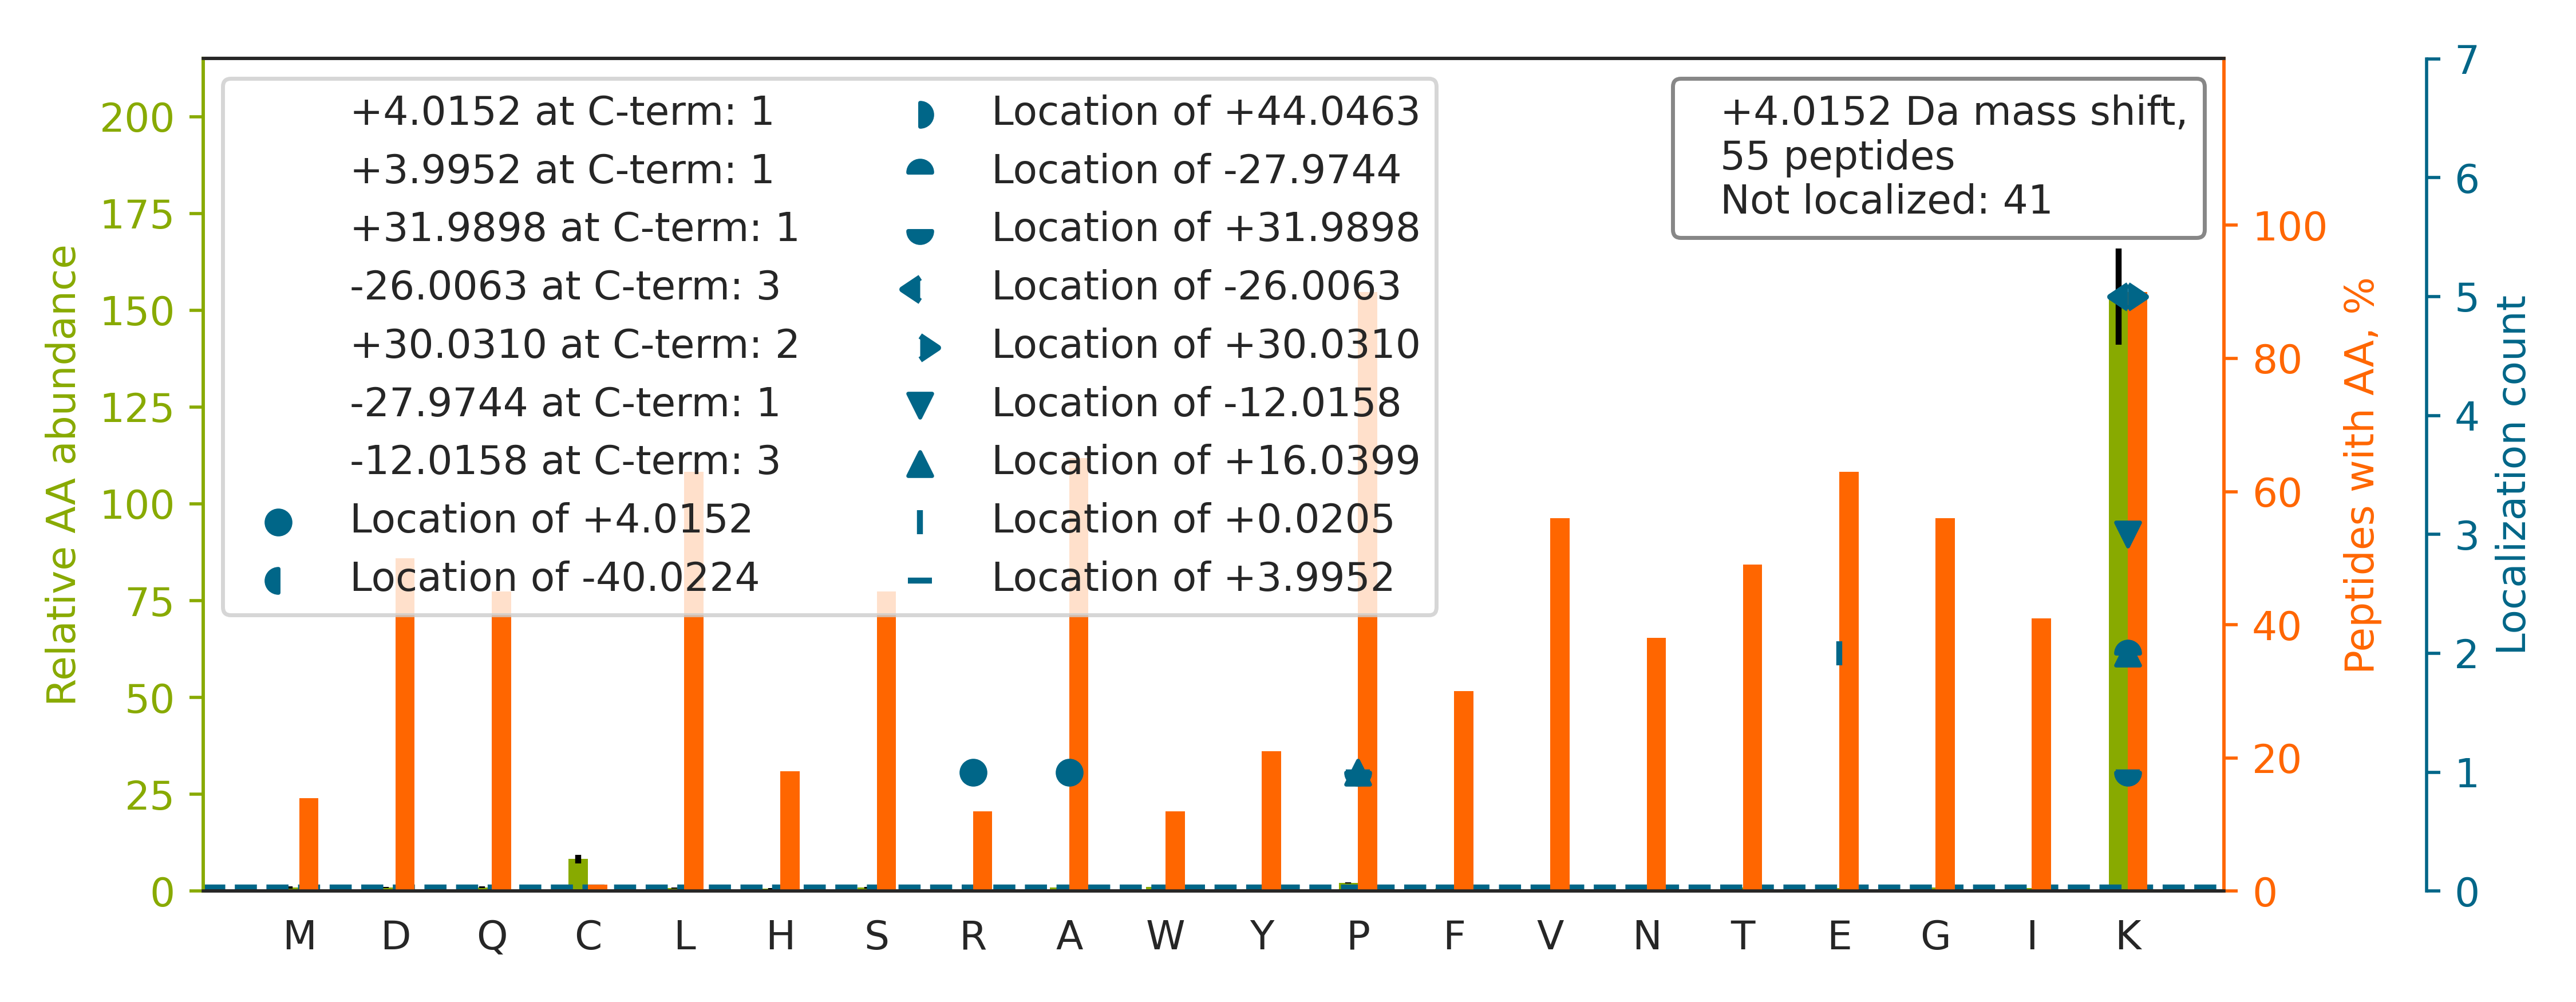 +4.0152 at C-term: 1
+3.9952 at C-term: 1
+31.9898 at C-term: 1
-26.0063 at C-term: 3
+30.0310 at C-term: 2
-27.9744 at C-term: 1
-12.0158 at C-term: 3
Location of +4.0152
Location of -40.0224
Location of +44.0463
Location of -27.9744
Location of +31.9898
Location of -26.0063
Location of +30.0310
Location of -12.0158
Location of +16.0399
Location of +0.0205
Location of +3.9952
+4.0152 Da mass shift,
55 peptides
Not localized: 41
Relative AA abundance
200
175
150
125
100
75
50
25
0
M D Q C L H S R A W Y P F V N T E G I K
100
80
60
40
20
0
Peptides with AA, %
7
6
5
4
3
2
1
0
Localization count